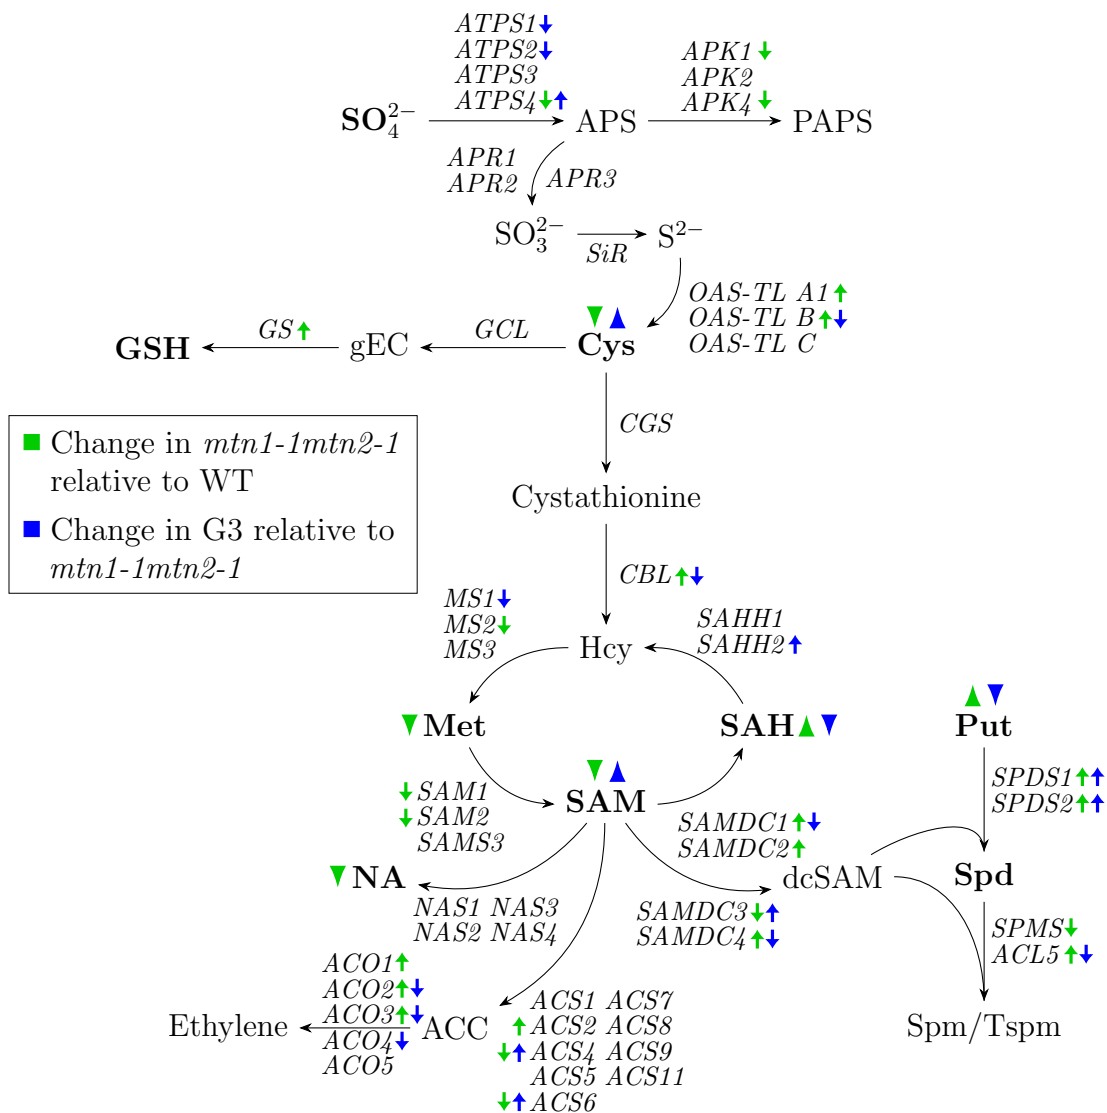 ATPS1
ATPS2
ATPS3
ATPS4
APK1
APK2
APK4
SO₄²⁻
APS
PAPS
APR1
APR2
APR3
SO₃²⁻
SiR
S²⁻
OAS-TL A1
OAS-TL B
OAS-TL C
GSH
GS
gEC
GCL
Cys
CGS
Change in mtn1-1mtn2-1
relative to WT
Change in G3 relative to
mtn1-1mtn2-1
Cystathionine
CBL
MS1
MS2
MS3
Hcy
SAHH1
SAHH2
Met
SAH
Put
SAM1
SAM2
SAMS3
SAM
SAMDC1
SAMDC2
SPDS1
SPDS2
NA
dcSAM
Spd
NAS1 NAS3
NAS2 NAS4
SAMDC3
SAMDC4
SPMS
ACL5
ACO1
ACO2
ACO3
ACO4
ACO5
Ethylene
ACC
ACS1 ACS7
ACS2 ACS8
ACS4 ACS9
ACS5 ACS11
ACS6
Spm/Tspm